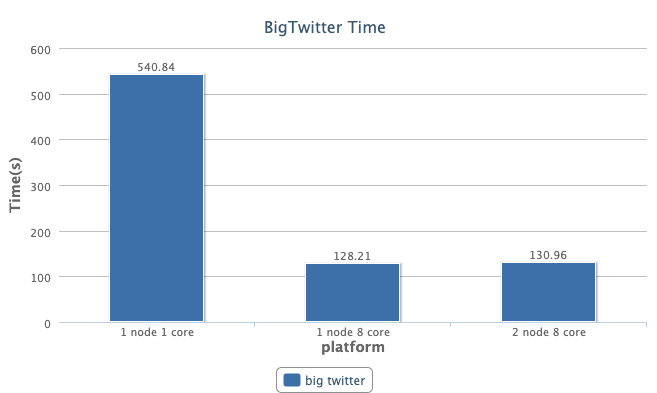 BigTwitter Time
600
500
400
300
200
100
0
Time(s)
540.84
128.21
130.96
1 node 1 core
1 node 8 core
2 node 8 core
platform
big twitter